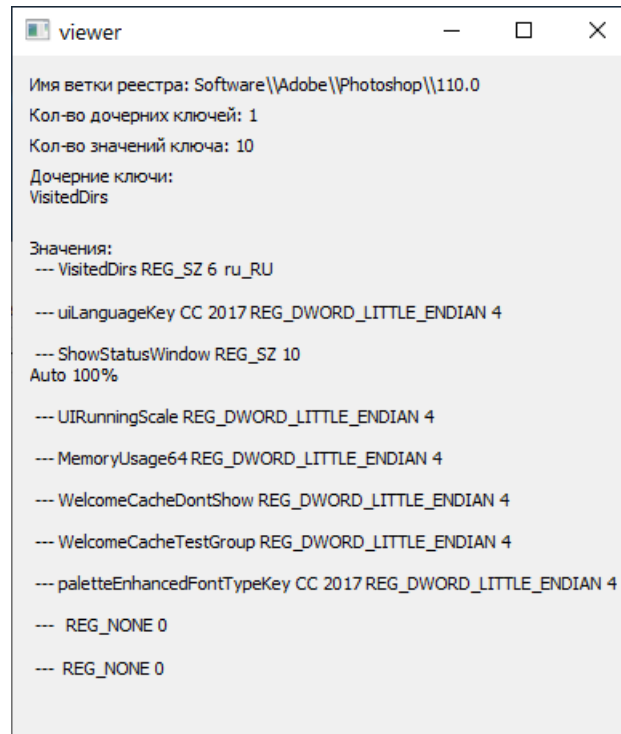 viewer
Имя ветки реестра: Software\\Adobe\\Photoshop\\110.0
Кол-во дочерних ключей: 1
Кол-во значений ключа: 10
Дочерние ключи:
VisitedDirs
Значения:
--- VisitedDirs REG_SZ 6 ru_RU
--- uiLanguageKey CC 2017 REG_DWORD_LITTLE_ENDIAN 4
--- ShowStatusWindow REG_SZ 10
Auto 100%
--- UIRunningScale REG_DWORD_LITTLE_ENDIAN 4
--- MemoryUsage64 REG_DWORD_LITTLE_ENDIAN 4
--- WelcomeCacheDontShow REG_DWORD_LITTLE_ENDIAN 4
--- WelcomeCacheTestGroup REG_DWORD_LITTLE_ENDIAN 4
--- paletteEnhancedFontTypeKey CC 2017 REG_DWORD_LITTLE_ENDIAN 4
--- REG_NONE 0
--- REG_NONE 0